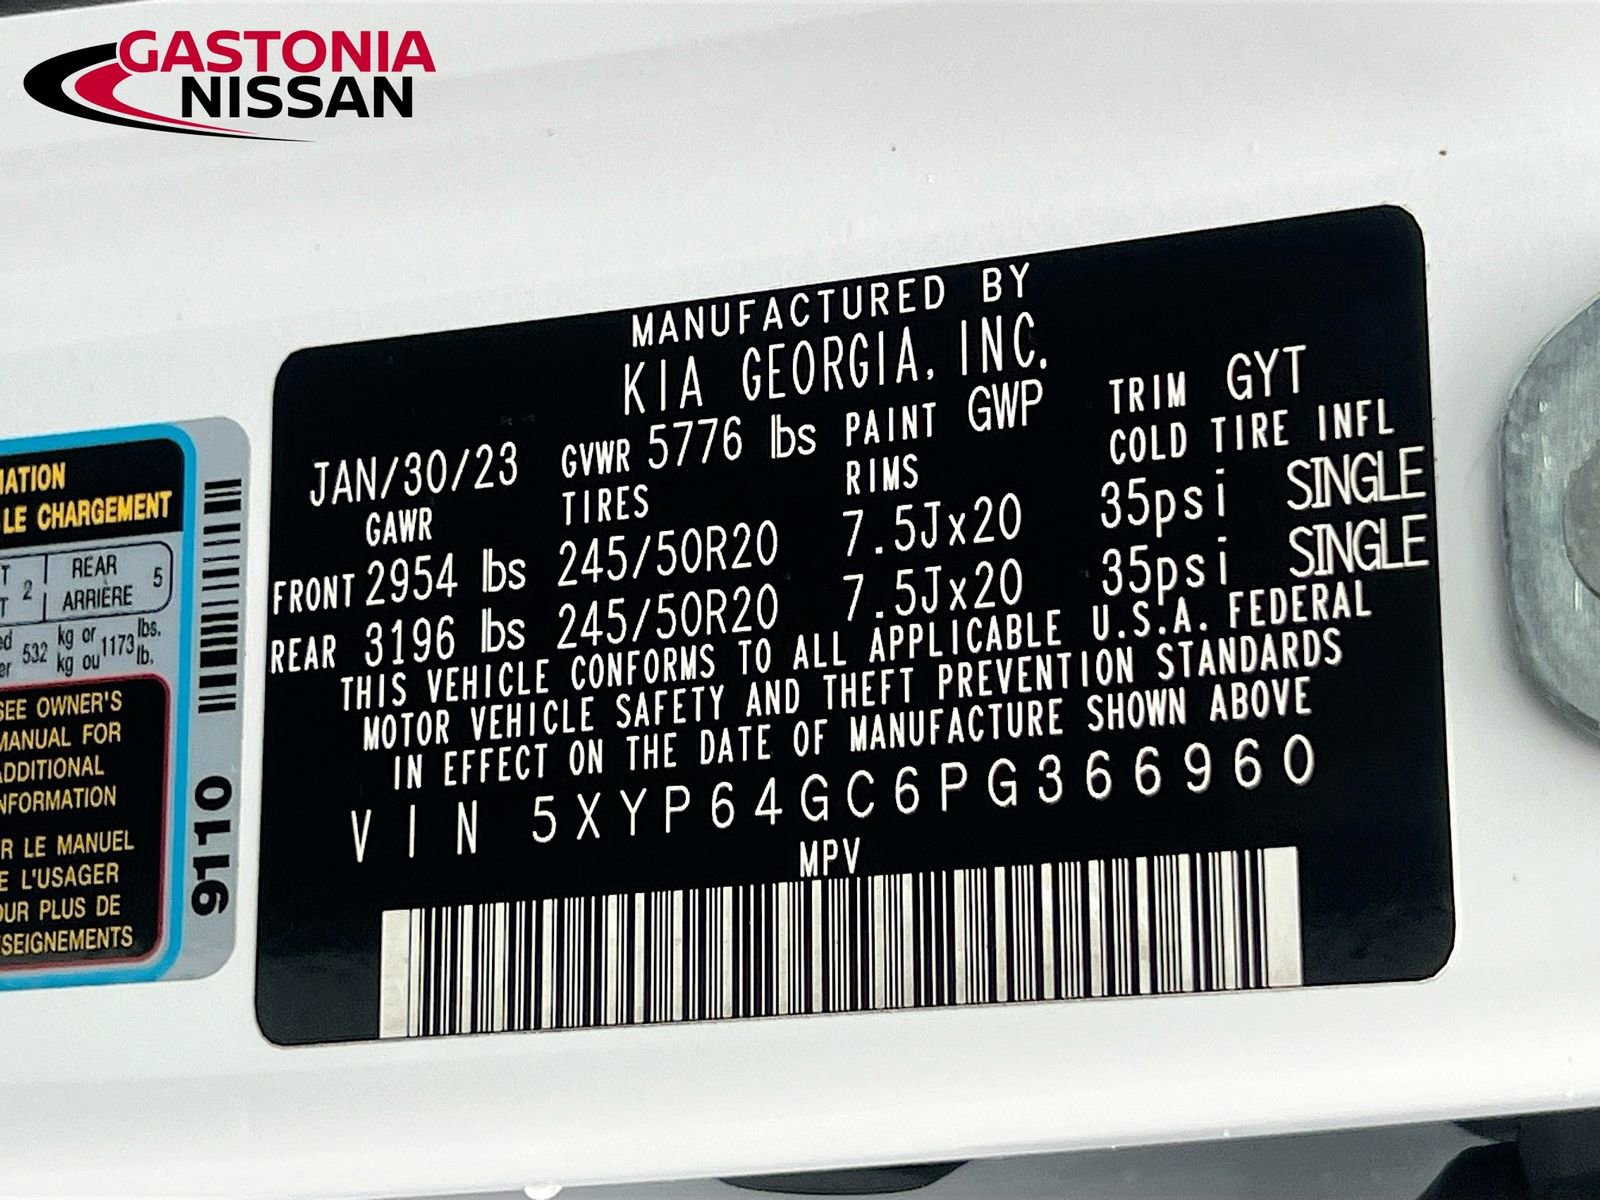 GASTONIA
NISSAN
MANUFACTURED BY
KIA GEORGIA, INC.
JAN/30/23 GVWR 5776 lbs PAINT GWP TRIM GYT
GAWR TIRES RIMS COLD TIRE INFL
FRONT 2954 lbs 245/50R20 7.5Jx20 35psi SINGLE
REAR 3196 lbs 245/50R20 7.5Jx20 35psi SINGLE
THIS VEHICLE CONFORMS TO ALL APPLICABLE U.S.A. FEDERAL
MOTOR VEHICLE SAFETY AND THEFT PREVENTION STANDARDS
IN EFFECT ON THE DATE OF MANUFACTURE SHOWN ABOVE
VIN 5XYP64GC6PG366960
MPV
LE CHARGEMENT
2 REAR 5
ARRIÈRE
532 kg or 1173 lbs.
kg ou lb.
SEE OWNER'S
MANUAL FOR
ADDITIONAL
INFORMATION
LE MANUEL
L'USAGER
PLUS DE
9110